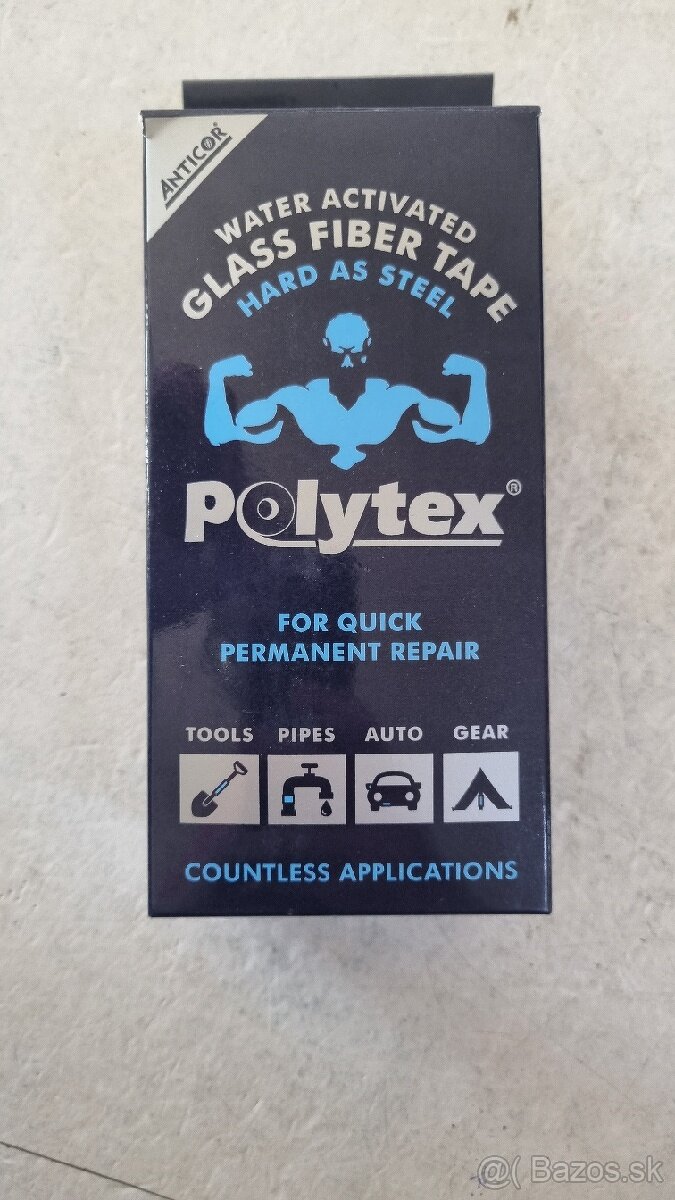 ANTICOR®
WATER ACTIVATED
GLASS FIBER TAPE
HARD AS STEEL
Polytex®
FOR QUICK
PERMANENT REPAIR
TOOLS PIPES AUTO GEAR
COUNTLESS APPLICATIONS
@( Bazos.sk